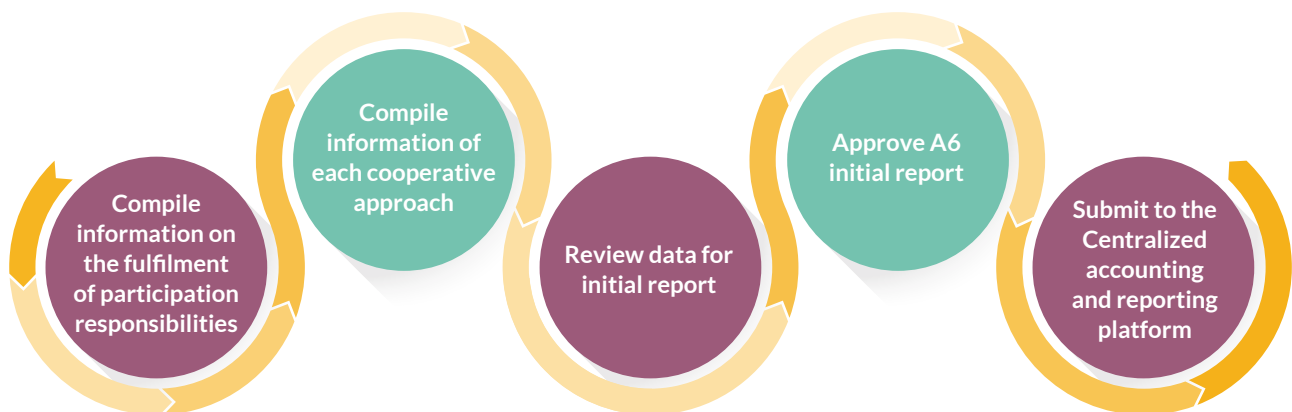 Compile
information on
the fulfilment
of participation
responsibilities
Compile
information of
each cooperative
approach
Review data for
initial report
Approve A6
initial report
Submit to the
Centralized
accounting
and reporting
platform